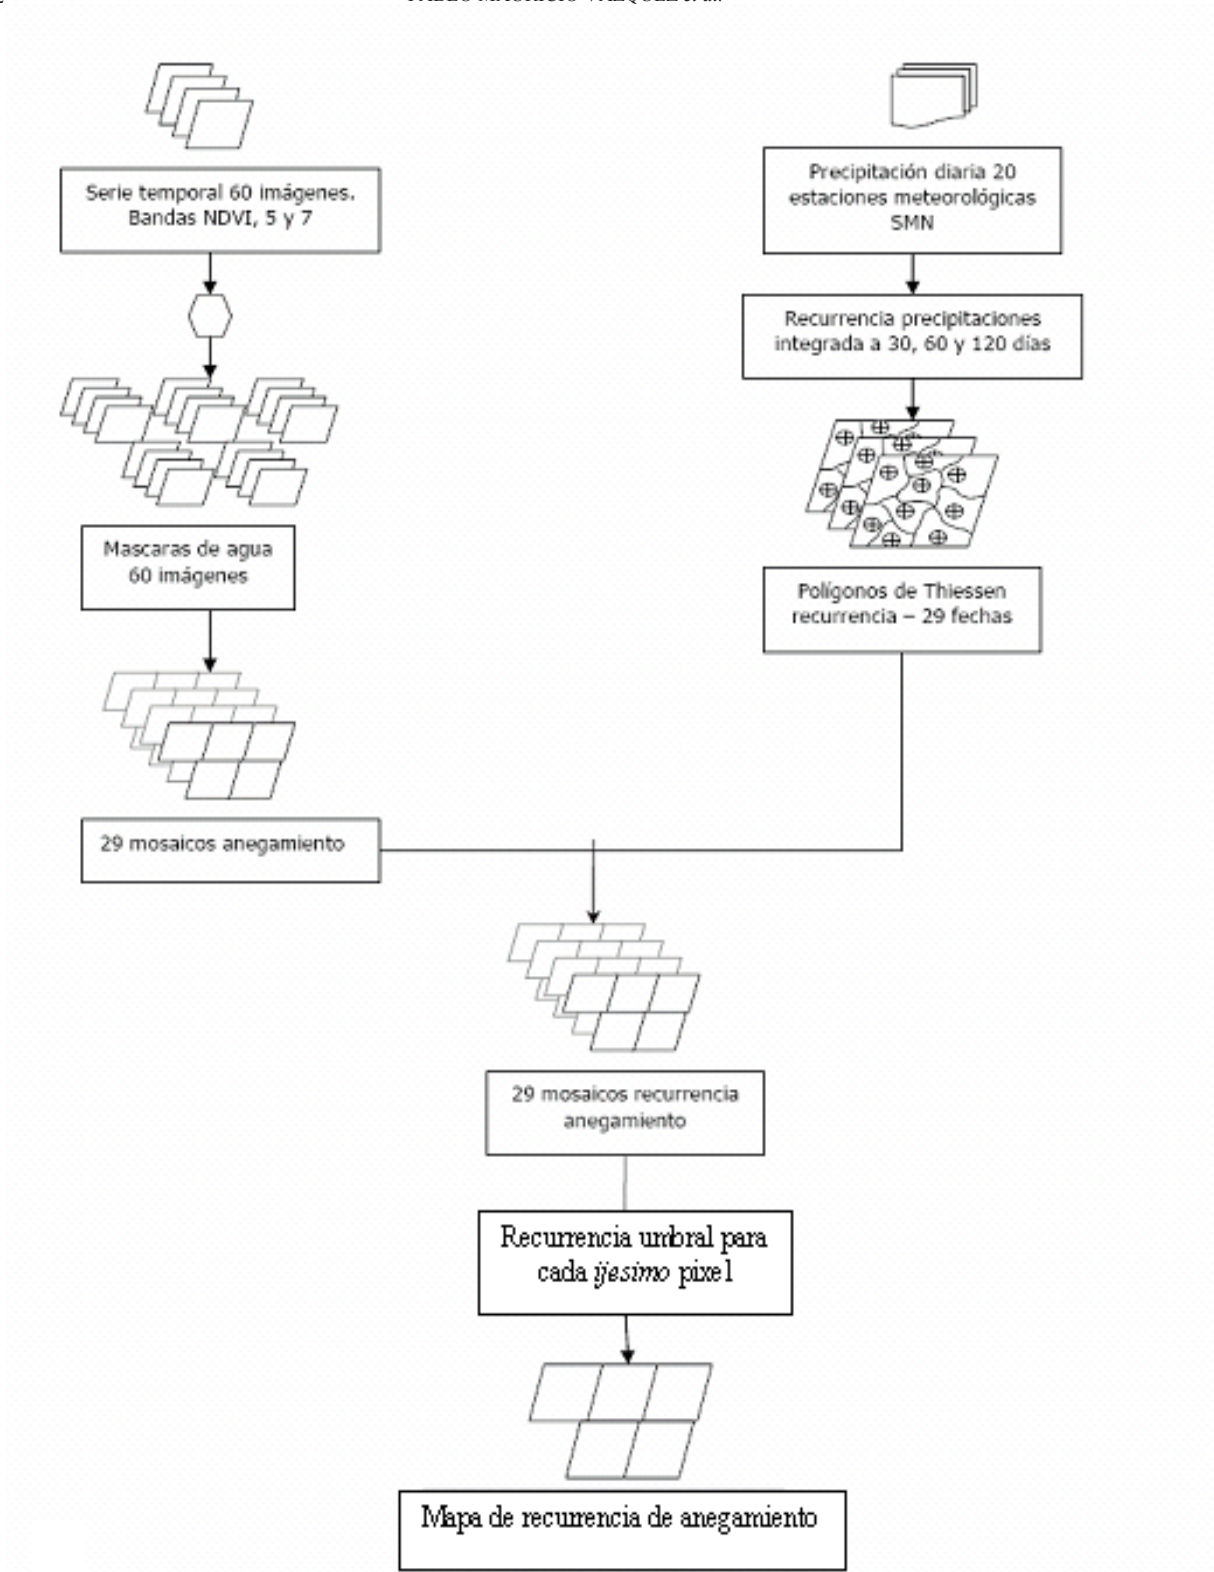 Serie temporal 60 imágenes.
Bandas NDVI, 5 y 7
Precipitación diaria 20
estaciones meteorológicas
SMN
Recurrencia precipitaciones
integrada a 30, 60 y 120 días
Mascaras de agua
60 imágenes
Polígonos de Thiessen
recurrencia – 29 fechas
29 mosaicos anegamiento
29 mosaicos recurrencia
anegamiento
Recurrencia umbral para
cada ijesimo pixel
Mapa de recurrencia de anegamiento